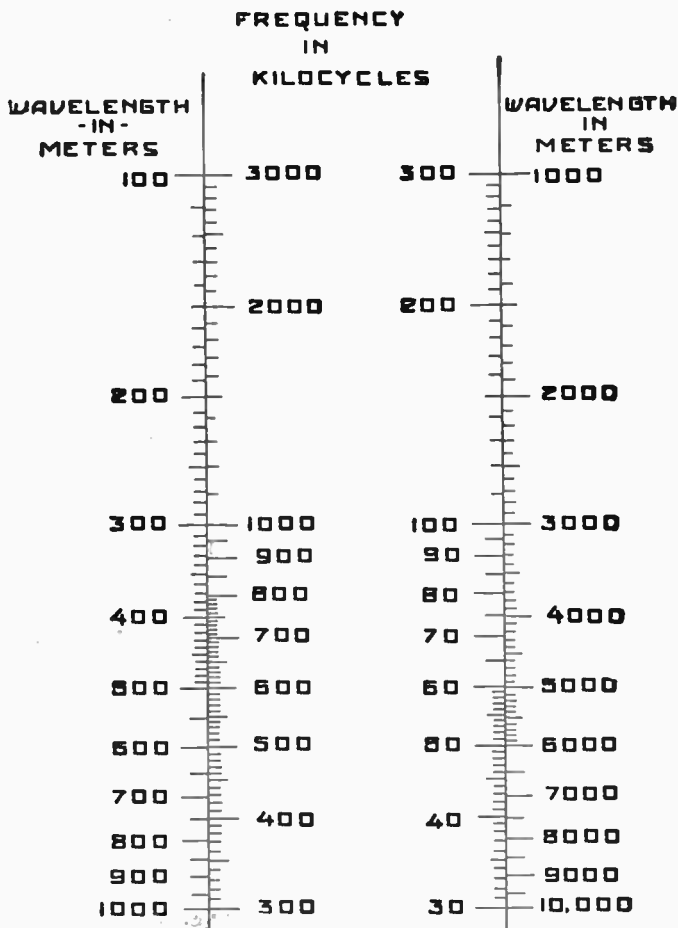 FREQUENCY
IN
KILOCYCLES
WAVELENGTH
-IN-
METERS
WAVELENGTH
IN
METERS
100 3000 300 1000
2000 200
200 2000
300 1000 100 3000
900 90
800 80
400 4000
700 70
500 600 60 5000
600 500 50 6000
700 7000
400 40
800 8000
900 9000
1000 300 30 10,000